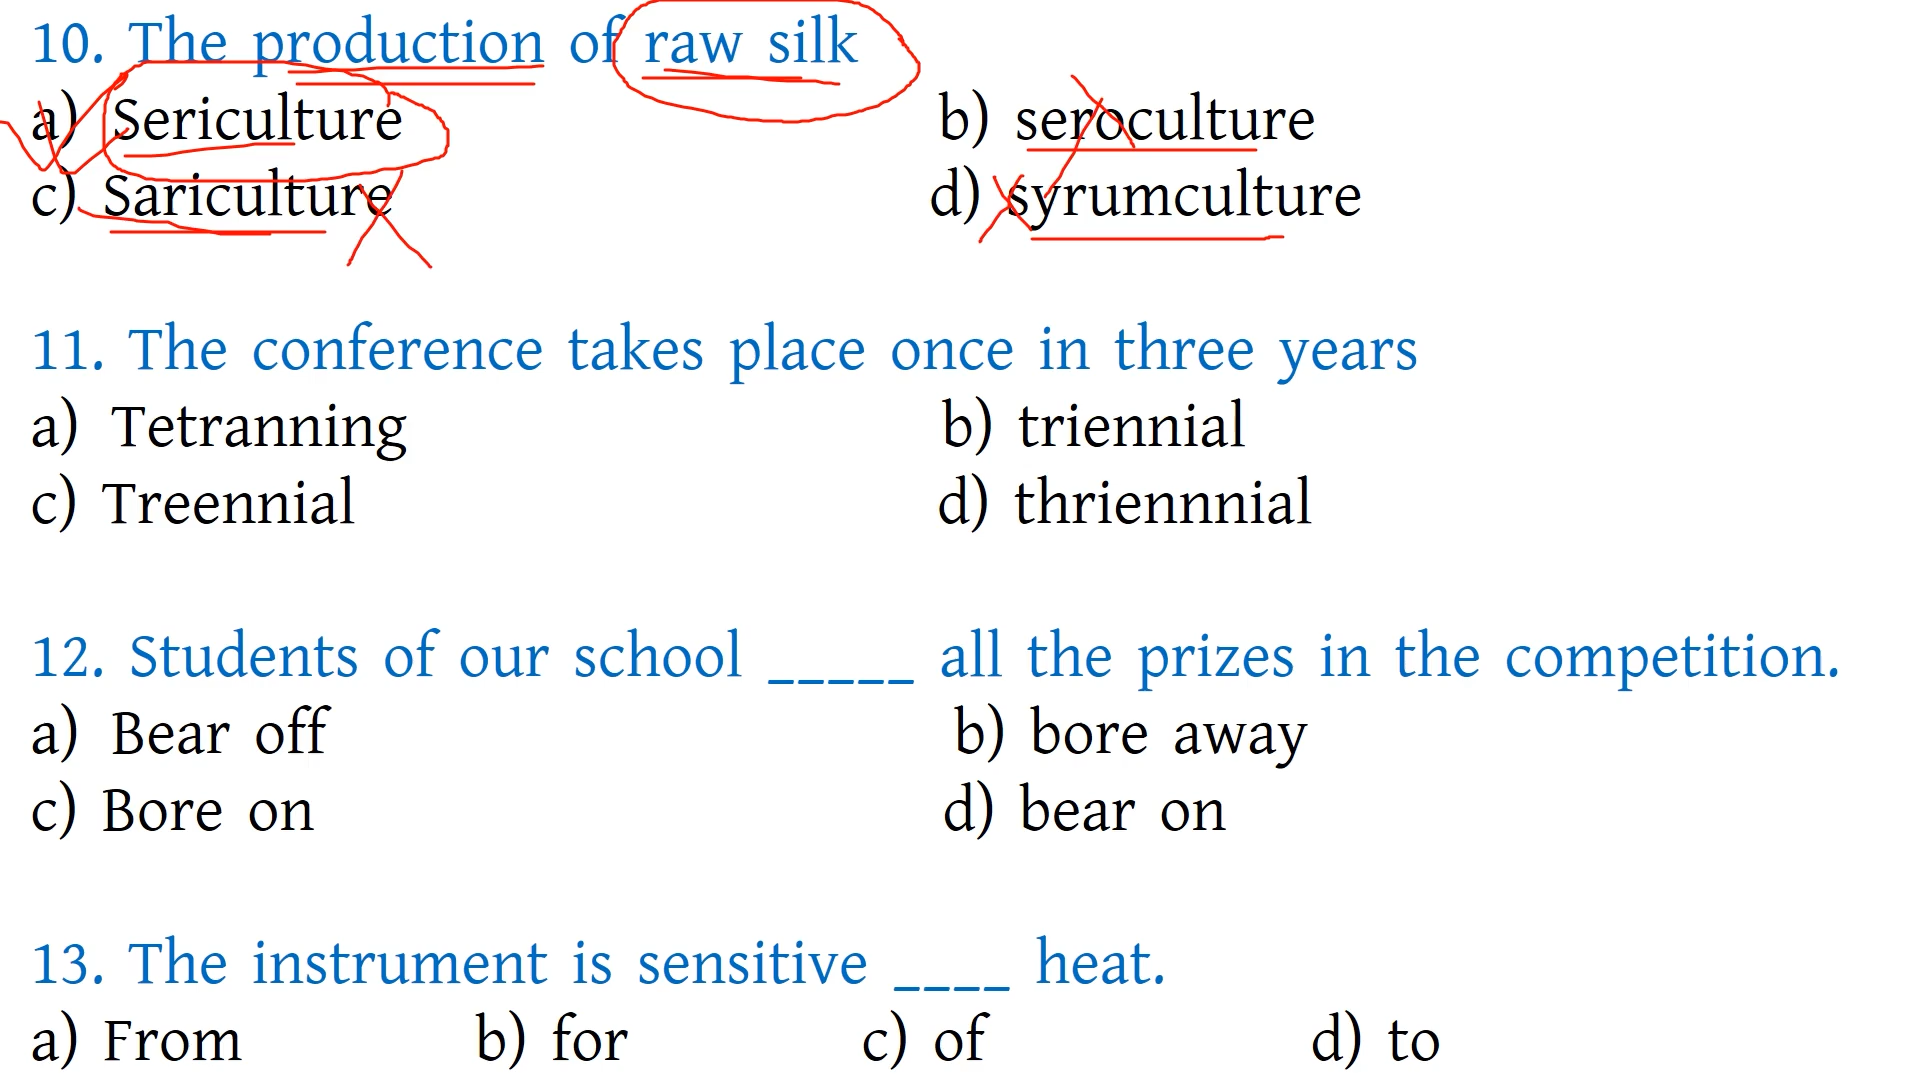 10. The production of raw silk
a) Sericulture b) seroculture
c) Sariculture d) syrumculture
11. The conference takes place once in three years
a) Tetranning b) triennial
c) Treennial d) thriennnial
12. Students of our school _____ all the prizes in the competition.
a) Bear off b) bore away
c) Bore on d) bear on
13. The instrument is sensitive ____ heat.
a) From b) for c) of d) to